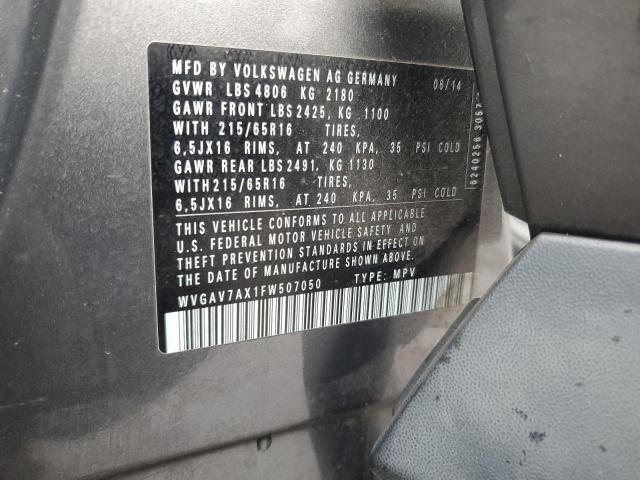 MFD BY VOLKSWAGEN AG GERMANY 06/14
GVWR LBS 4806 KG 2180
GAWR FRONT LBS 2425, KG 1100
WITH 215/65R16 TIRES,
6,5JX16 RIMS, AT 240 KPA, 35 PSI COLD
GAWR REAR LBS 2491, KG 1130
WITH 215/65R16 TIRES,
6,5JX16 RIMS, AT 240 KPA, 35 PSI COLD
THIS VEHICLE CONFORMS TO ALL APPLICABLE
U.S. FEDERAL MOTOR VEHICLE SAFETY AND
THEFT PREVENTION STANDARDS IN EFFECT ON
THE DATE OF MANUFACTURE SHOWN ABOVE.
WVGAV7AX1FW507050 TYPE: MPV
6240256 3057